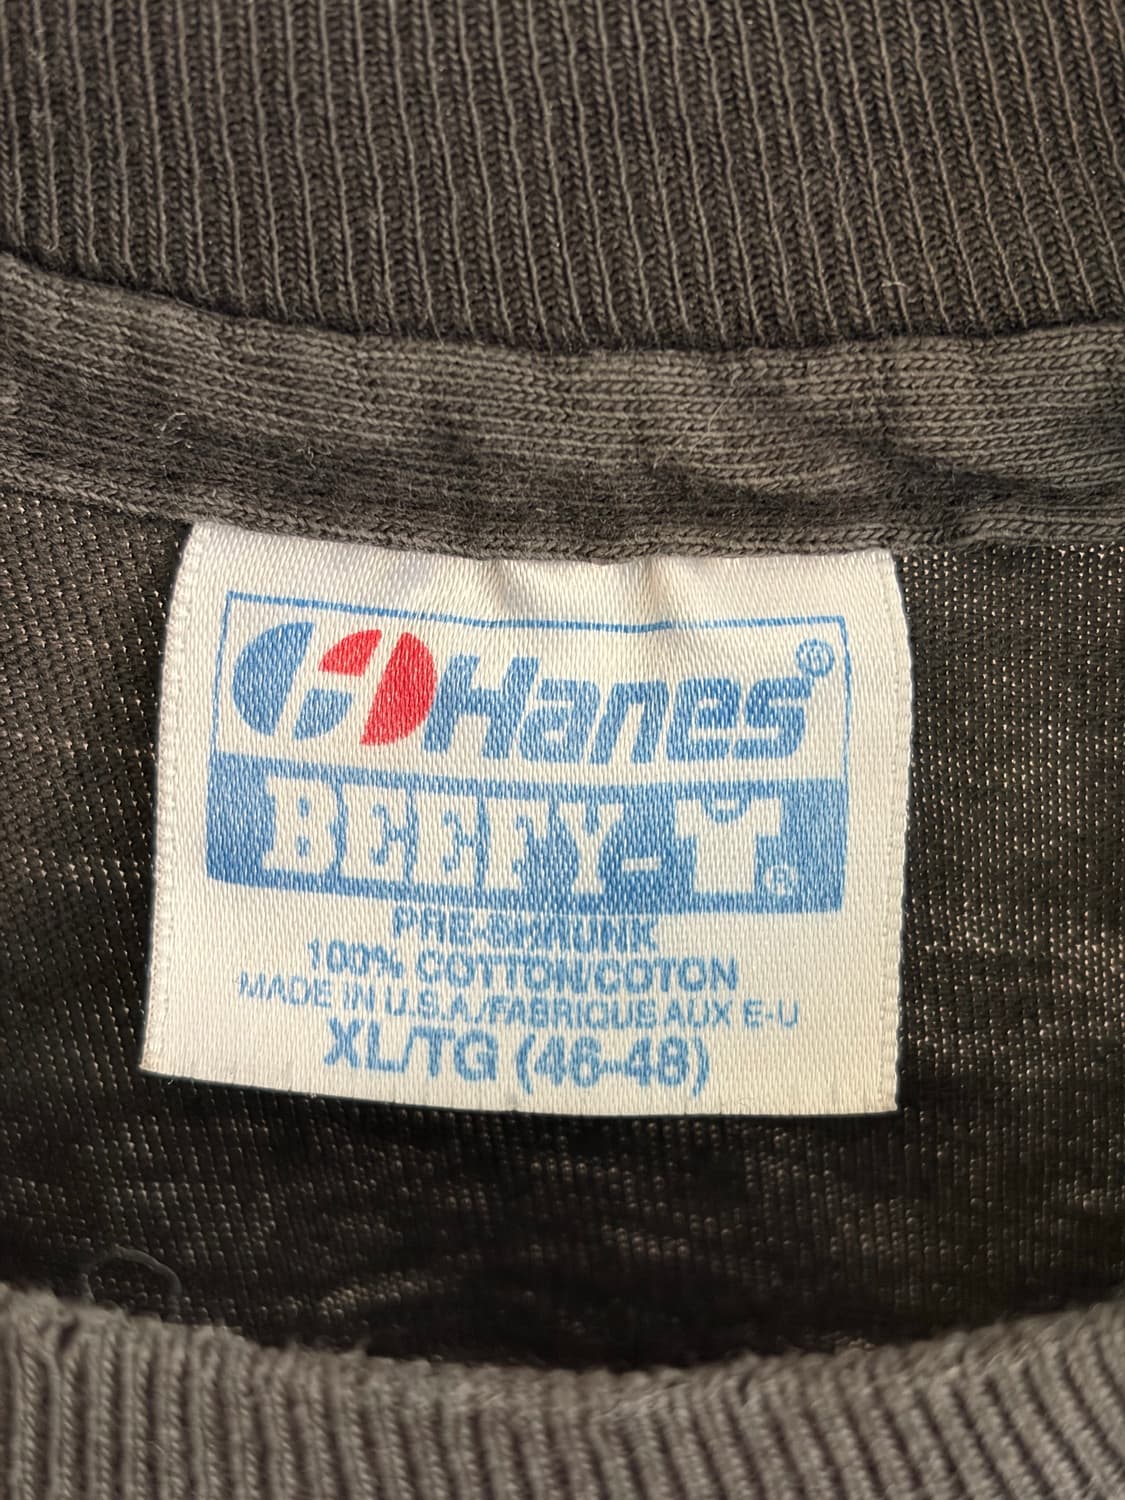 Hanes®
BEEFY-T®
PRE-SHRUNK
100% COTTON/COTON
MADE IN U.S.A./FABRIQUE AUX E-U
XL/TG (46-48)